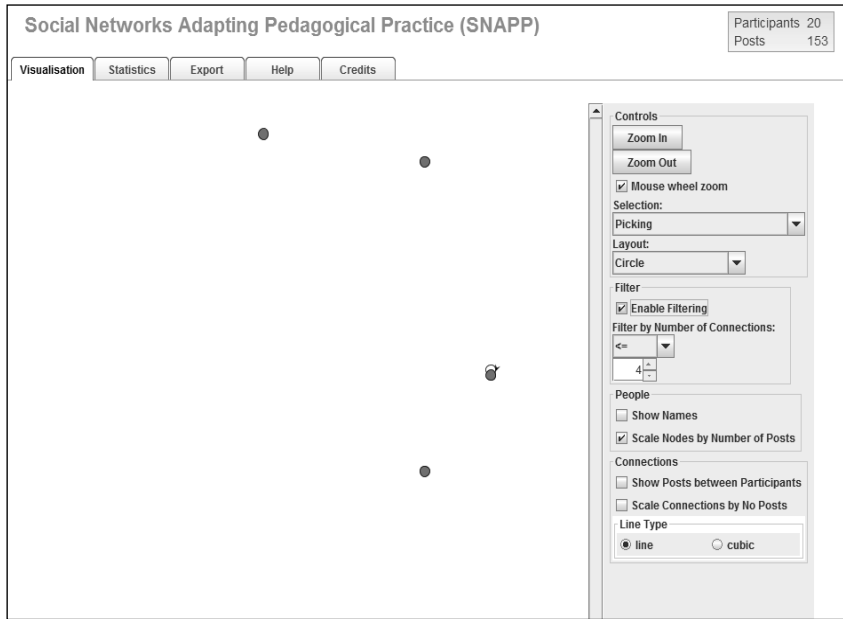 Social Networks Adapting Pedagogical Practice (SNAPP)
Participants 20
Posts 153
Visualisation Statistics Export Help Credits
Controls
Zoom In
Zoom Out
Mouse wheel zoom
Selection:
Picking
Layout:
Circle
Filter
Enable Filtering
Filter by Number of Connections:
<=
4
People
Show Names
Scale Nodes by Number of Posts
Connections
Show Posts between Participants
Scale Connections by No Posts
Line Type
line cubic